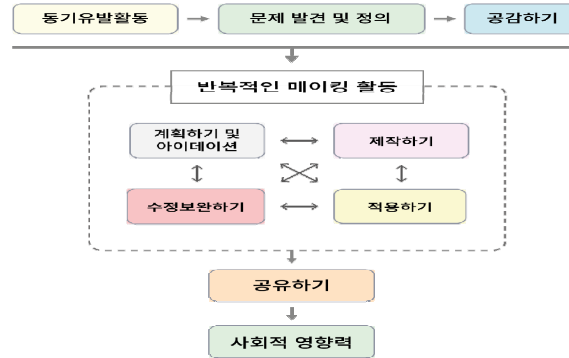 동기유발활동
문제 발견 및 정의
공감하기
반복적인 메이킹 활동
계획하기 및
아이데이션
제작하기
수정보완하기
적용하기
공유하기
사회적 영향력